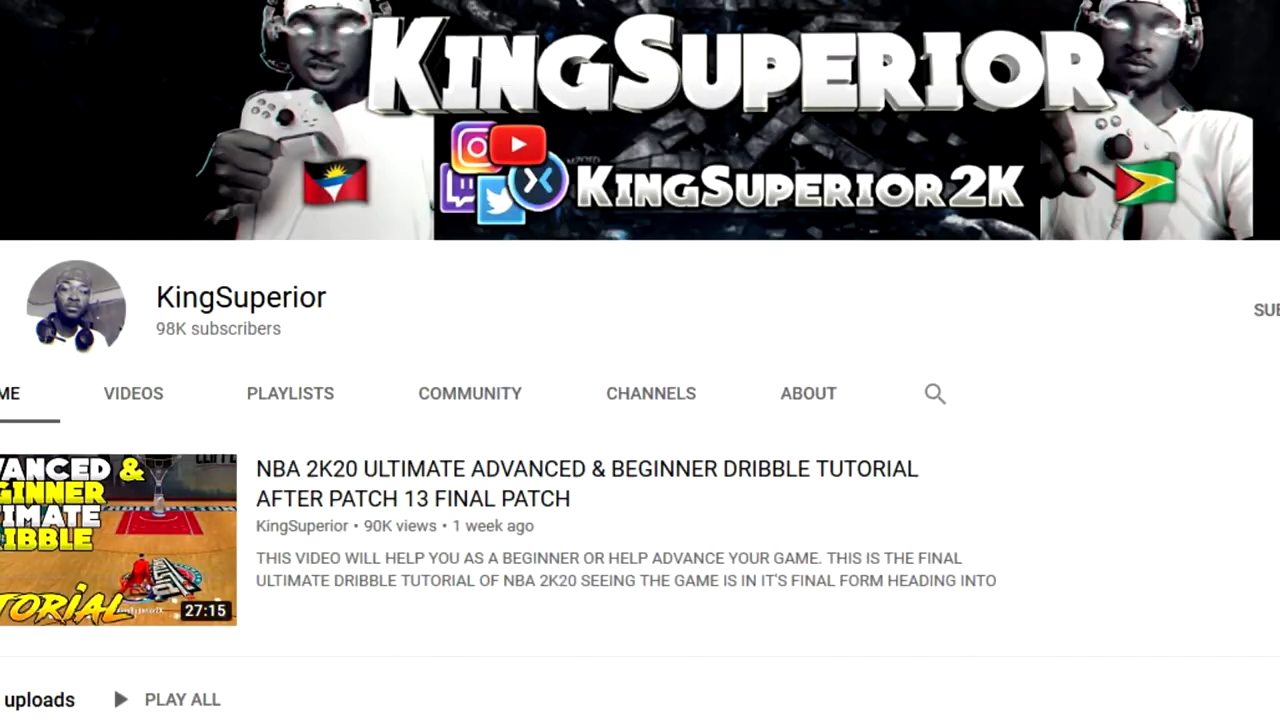 KINGSUPERIOR
KINGSUPERIOR2K
KingSuperior
98K subscribers
SUB
ME
VIDEOS
PLAYLISTS
COMMUNITY
CHANNELS
ABOUT
VANCED &
GINNER
IMATE
IBBLE
TORIAL
27:15
NBA 2K20 ULTIMATE ADVANCED & BEGINNER DRIBBLE TUTORIAL
AFTER PATCH 13 FINAL PATCH
KingSuperior • 90K views • 1 week ago
THIS VIDEO WILL HELP YOU AS A BEGINNER OR HELP ADVANCE YOUR GAME. THIS IS THE FINAL
ULTIMATE DRIBBLE TUTORIAL OF NBA 2K20 SEEING THE GAME IS IN IT'S FINAL FORM HEADING INTO
uploads
PLAY ALL